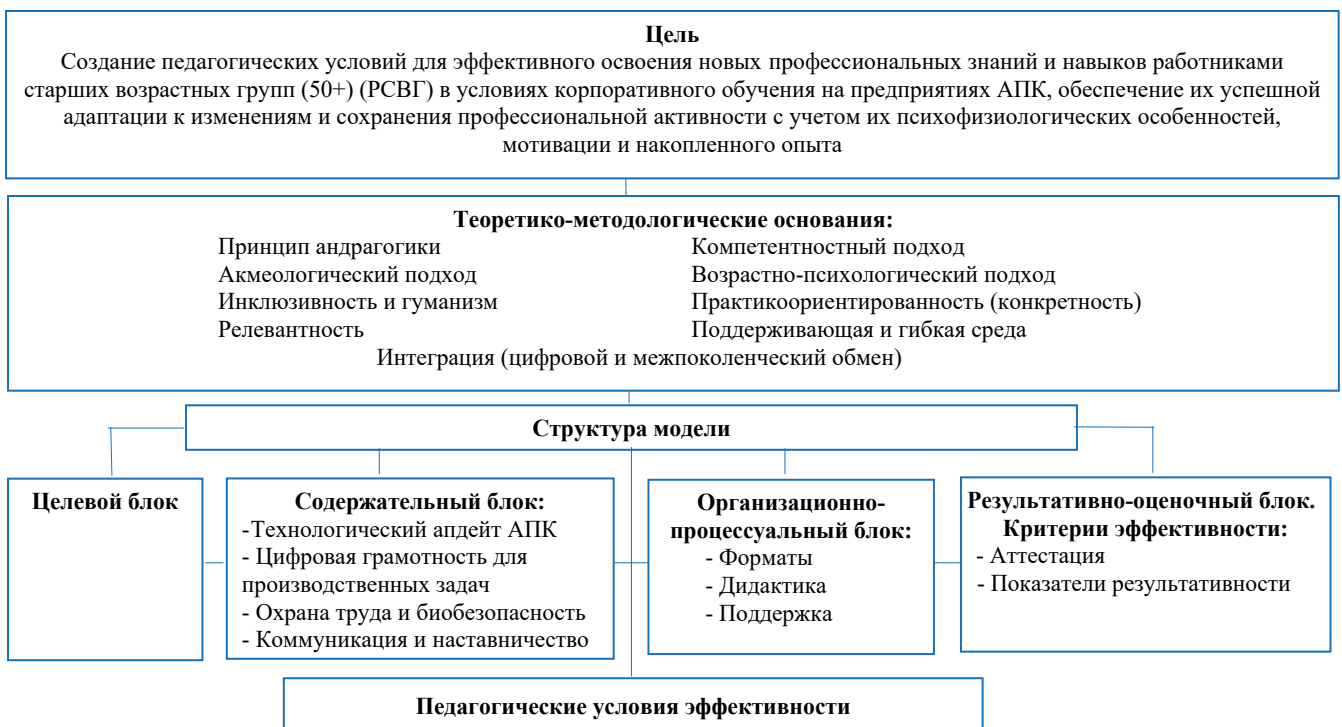 Цель
Создание педагогических условий для эффективного освоения новых профессиональных знаний и навыков работниками
старших возрастных групп (50+) (РСВГ) в условиях корпоративного обучения на предприятиях АПК, обеспечение их успешной
адаптации к изменениям и сохранения профессиональной активности с учетом их психофизиологических особенностей,
мотивации и накопленного опыта
Теоретико-методологические основания:
Принцип андрагогики
Акмеологический подход
Инклюзивность и гуманизм
Релевантность
Компетентностный подход
Возрастно-психологический подход
Практикоориентированность (конкретность)
Поддерживающая и гибкая среда
Интеграция (цифровой и межпоколенческий обмен)
Структура модели
Целевой блок
Содержательный блок:
-Технологический апдейт АПК
- Цифровая грамотность для
производственных задач
- Охрана труда и биобезопасность
- Коммуникация и наставничество
Организационно-
процессуальный блок:
- Форматы
- Дидактика
- Поддержка
Результативно-оценочный блок.
Критерии эффективности:
- Аттестация
- Показатели результативности
Педагогические условия эффективности